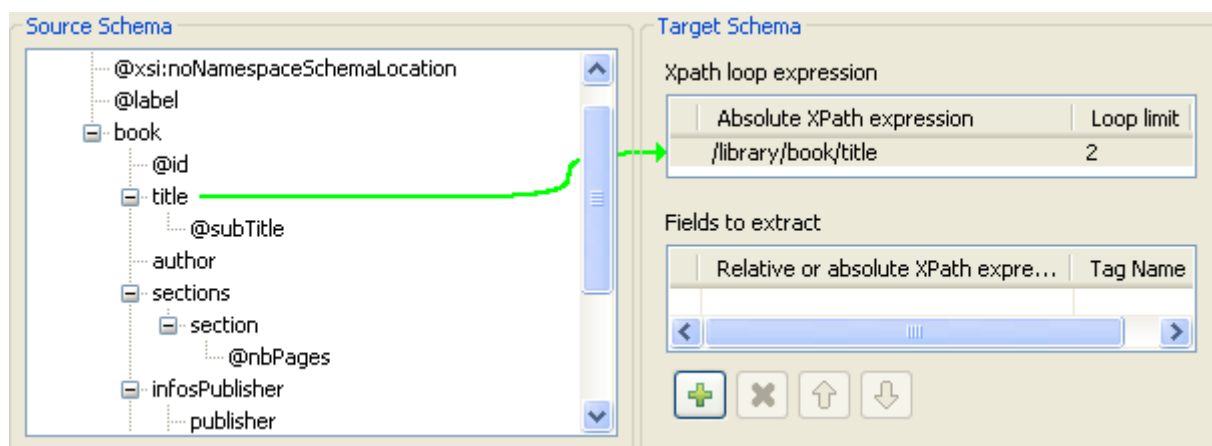 Source Schema
@xsi:noNamespaceSchemaLocation
@label
book
@id
title
@subTitle
author
sections
section
@nbPages
infosPublisher
publisher
Target Schema
Xpath loop expression
Absolute XPath expression Loop limit
/library/book/title 2
Fields to extract
Relative or absolute XPath expre... Tag Name